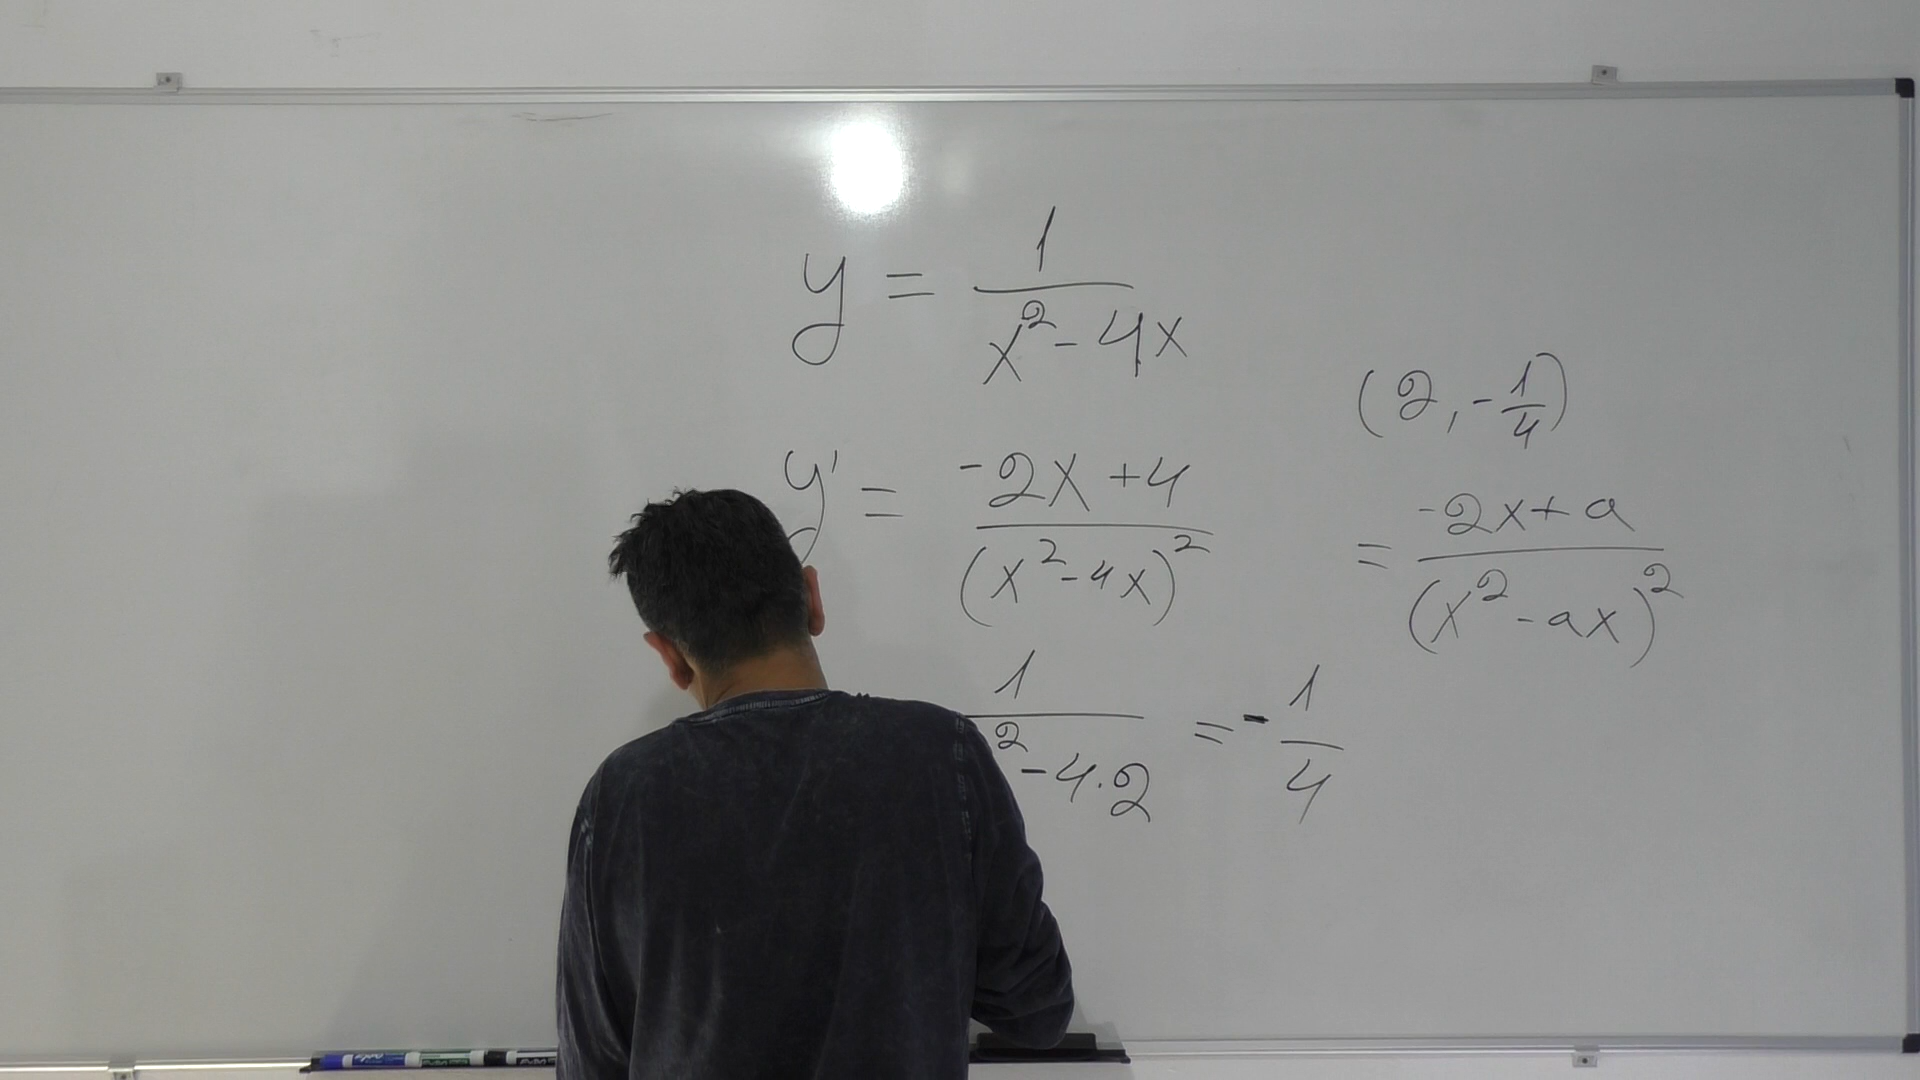 y = 1/(x² - 4x)
(2, -1/4)
y' = (-2x + 4)/(x² - 4x)²
= (-2x + a)/(x² - ax)²
1/(² - 4·2) = -1/4